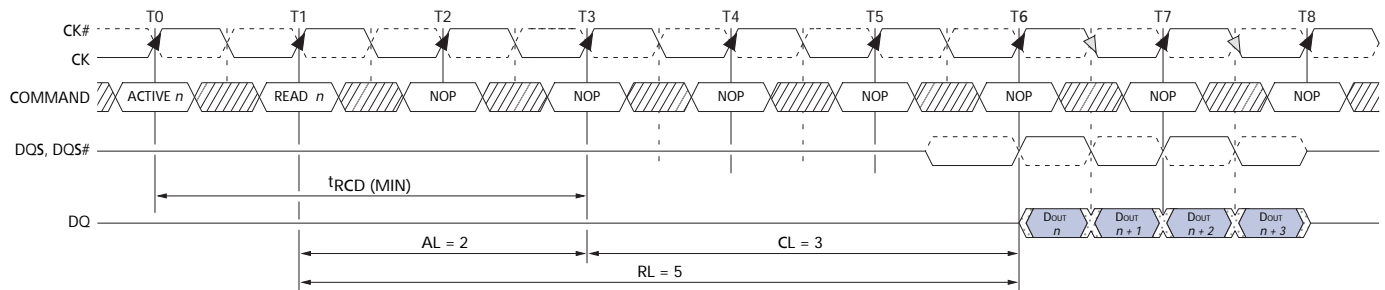 T0 T1 T2 T3 T4 T5 T6 T7 T8
CK#
CK
COMMAND ACTIVE n READ n NOP NOP NOP NOP NOP NOP NOP
DQS, DQS#
tRCD (MIN)
DQ DOUT n DOUT n + 1 DOUT n + 2 DOUT n + 3
AL = 2 CL = 3
RL = 5